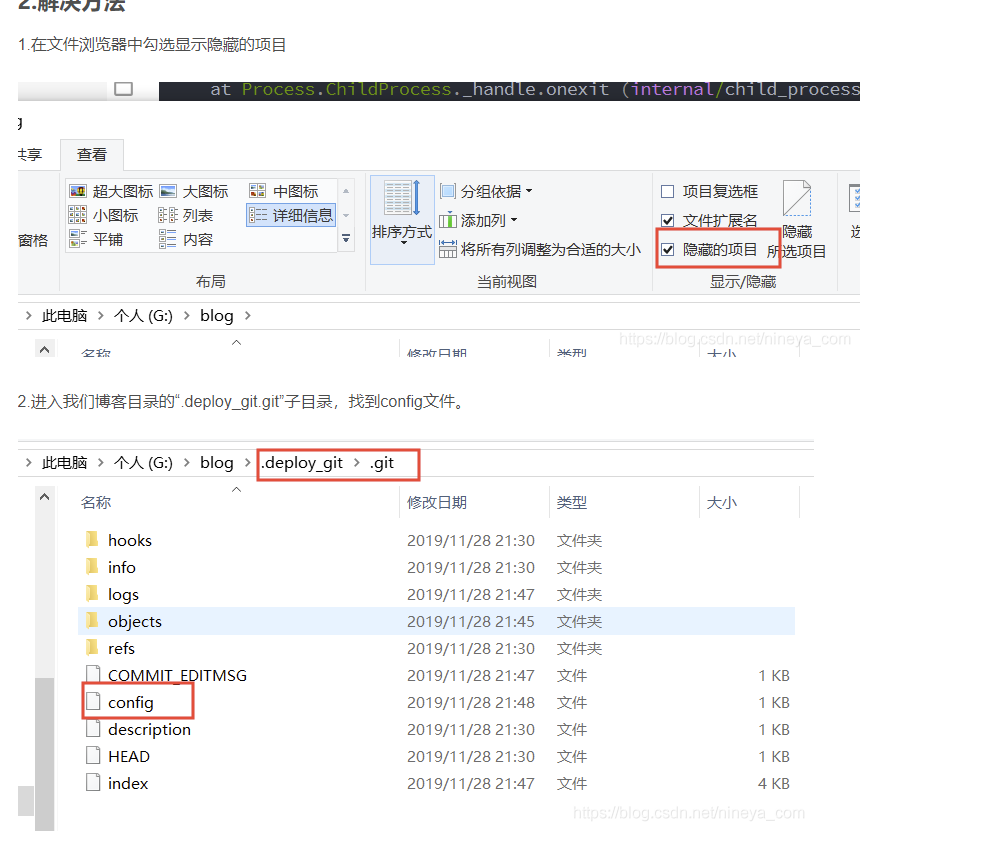 2.解决方法
1.在文件浏览器中勾选显示隐藏的项目
at Process.ChildProcess._handle.onexit (internal/child_process
g
共享 查看
超大图标 大图标 中图标
小图标 列表 详细信息
平铺 内容
窗格
布局
排序方式
分组依据
添加列
将所有列调整为合适的大小
当前视图
项目复选框
文件扩展名
隐藏的项目
隐藏
所选项目
显示/隐藏
此电脑 > 个人 (G:) > blog >
https://blog.csdn.net/nineya_com
名称 修改日期 类型 大小
2.进入我们博客目录的“.deploy_git.git”子目录，找到config文件。
此电脑 > 个人 (G:) > blog > .deploy_git > .git
名称 修改日期 类型 大小
hooks 2019/11/28 21:30 文件夹
info 2019/11/28 21:30 文件夹
logs 2019/11/28 21:47 文件夹
objects 2019/11/28 21:45 文件夹
refs 2019/11/28 21:30 文件夹
COMMIT_EDITMSG 2019/11/28 21:47 文件 1 KB
config 2019/11/28 21:48 文件 1 KB
description 2019/11/28 21:30 文件 1 KB
HEAD 2019/11/28 21:30 文件 1 KB
index 2019/11/28 21:47 文件 4 KB
https://blog.csdn.net/nineya_com